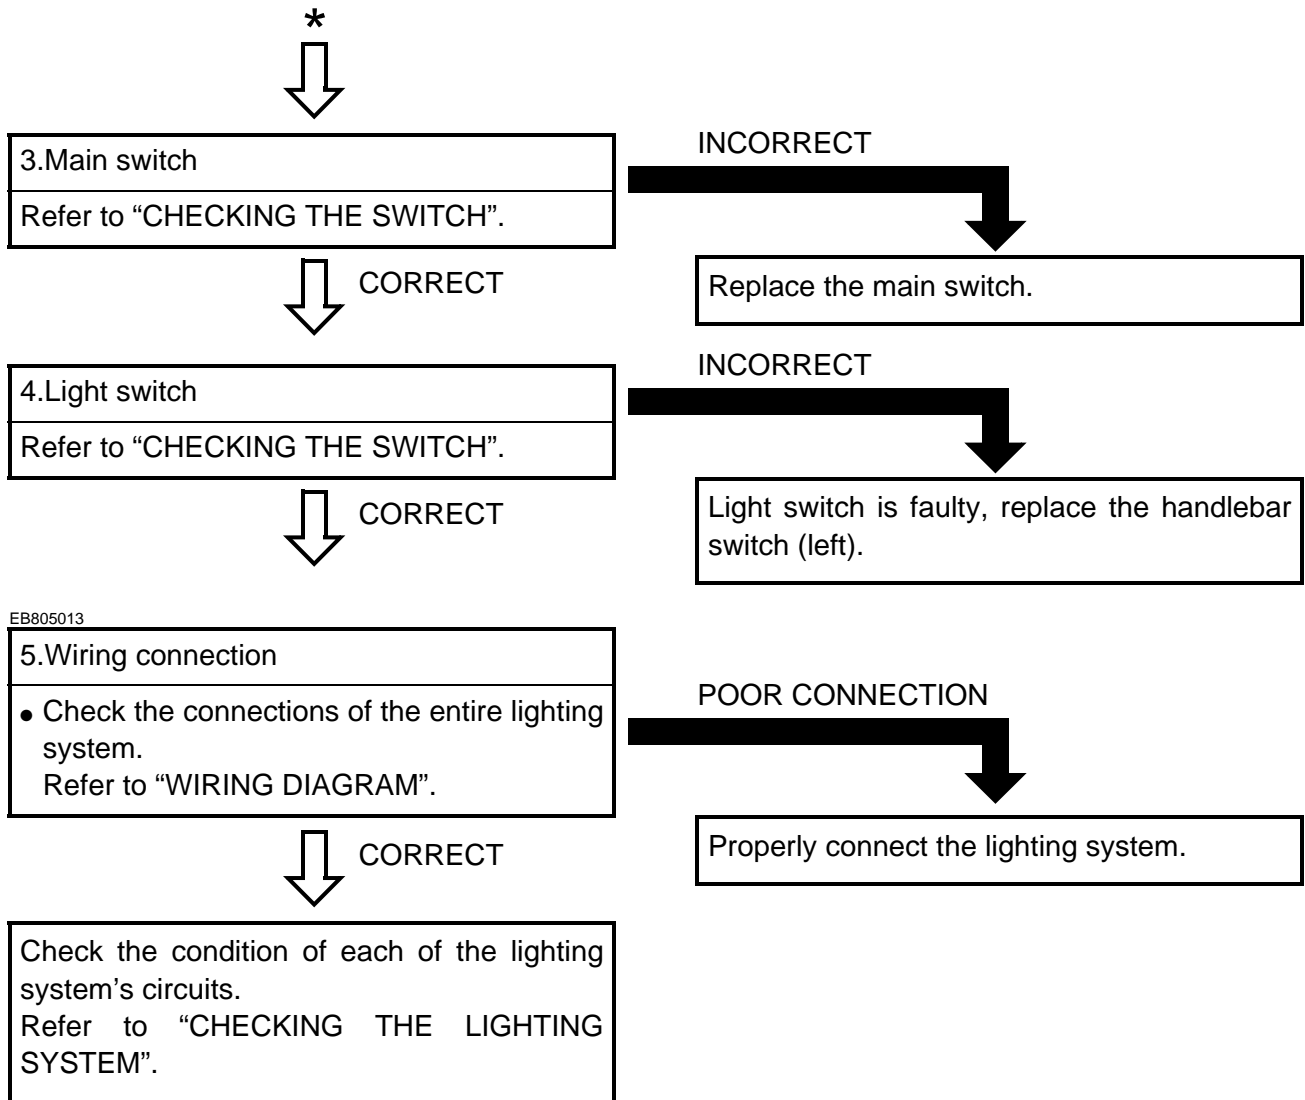 *
3.Main switch
Refer to “CHECKING THE SWITCH”.
INCORRECT
Replace the main switch.
CORRECT
4.Light switch
Refer to “CHECKING THE SWITCH”.
INCORRECT
Light switch is faulty, replace the handlebar
switch (left).
CORRECT
EB805013
5.Wiring connection
● Check the connections of the entire lighting
system.
Refer to “WIRING DIAGRAM”.
POOR CONNECTION
Properly connect the lighting system.
CORRECT
Check the condition of each of the lighting
system’s circuits.
Refer to “CHECKING THE LIGHTING
SYSTEM”.